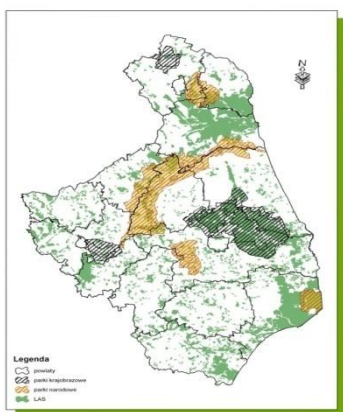 N
Legenda
powiaty
parki krajobrazowe
parki narodowe
LAS